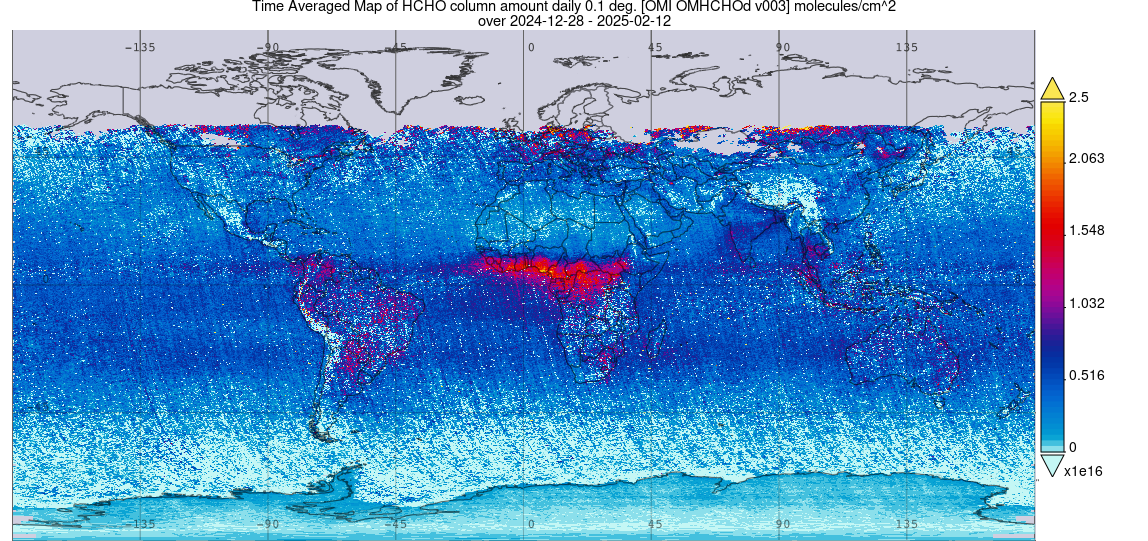 Time Averaged Map of HCHO column amount daily 0.1 deg. [OMI OMHCHOd v003] molecules/cm^2
over 2024-12-28 - 2025-02-12
-135 -90 -45 0 45 90 135
2.5
2.063
1.548
1.032
0.516
0
x1e16
-135 -90 -45 0 45 90 135